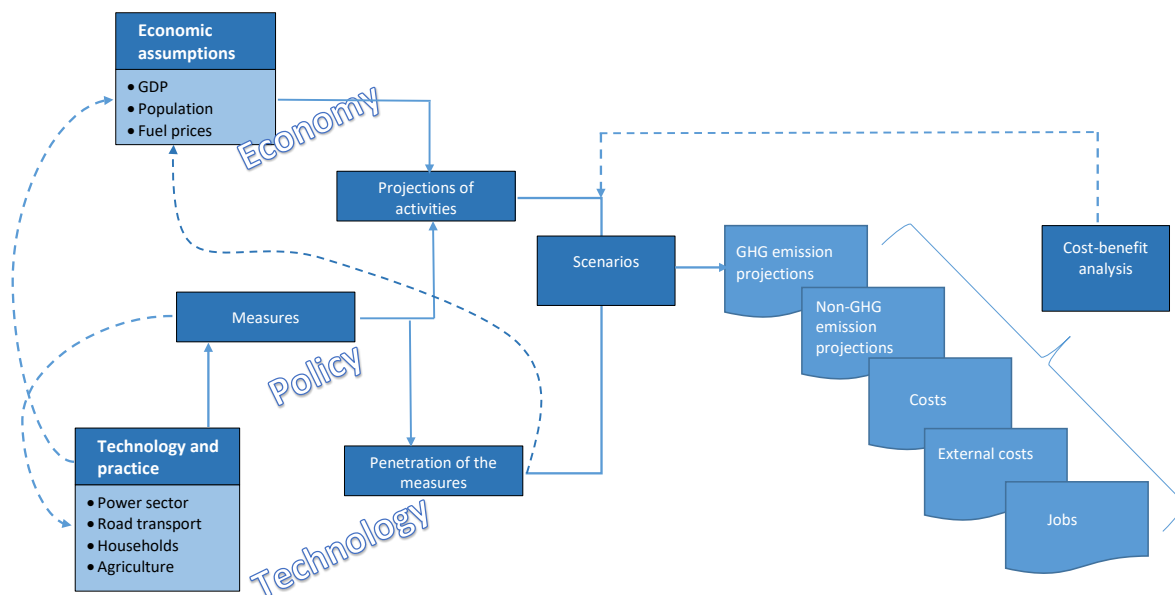 Economic
assumptions
• GDP
• Population
• Fuel prices
Economy
Projections of
activities
Scenarios
GHG emission
projections
Non-GHG
emission
projections
Costs
External costs
Jobs
Cost-benefit
analysis
Measures
Policy
Technology and
practice
• Power sector
• Road transport
• Households
• Agriculture
Penetration of the
measures
Technology